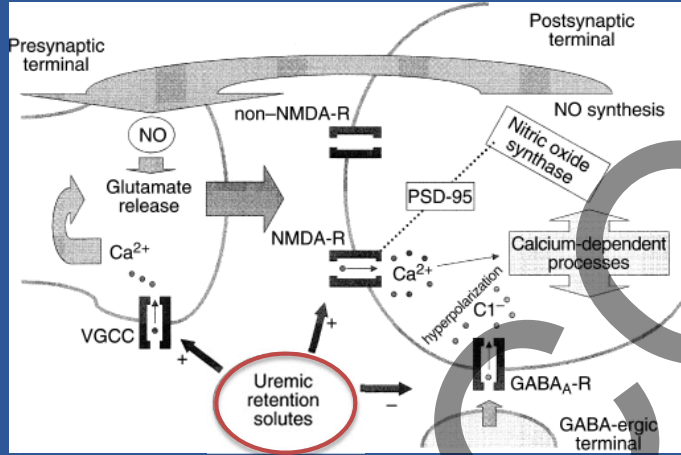 Presynaptic
terminal
Postsynaptic
terminal
NO synthesis
NO
non–NMDA-R
Nitric oxide
synthase
Glutamate
release
PSD-95
NMDA-R
Ca²⁺
Ca²⁺
Calcium-dependent
processes
hyperpolarization
C1⁻
VGCC
+
+
−
Uremic
retention
solutes
GABA_A-R
GABA-ergic
terminal